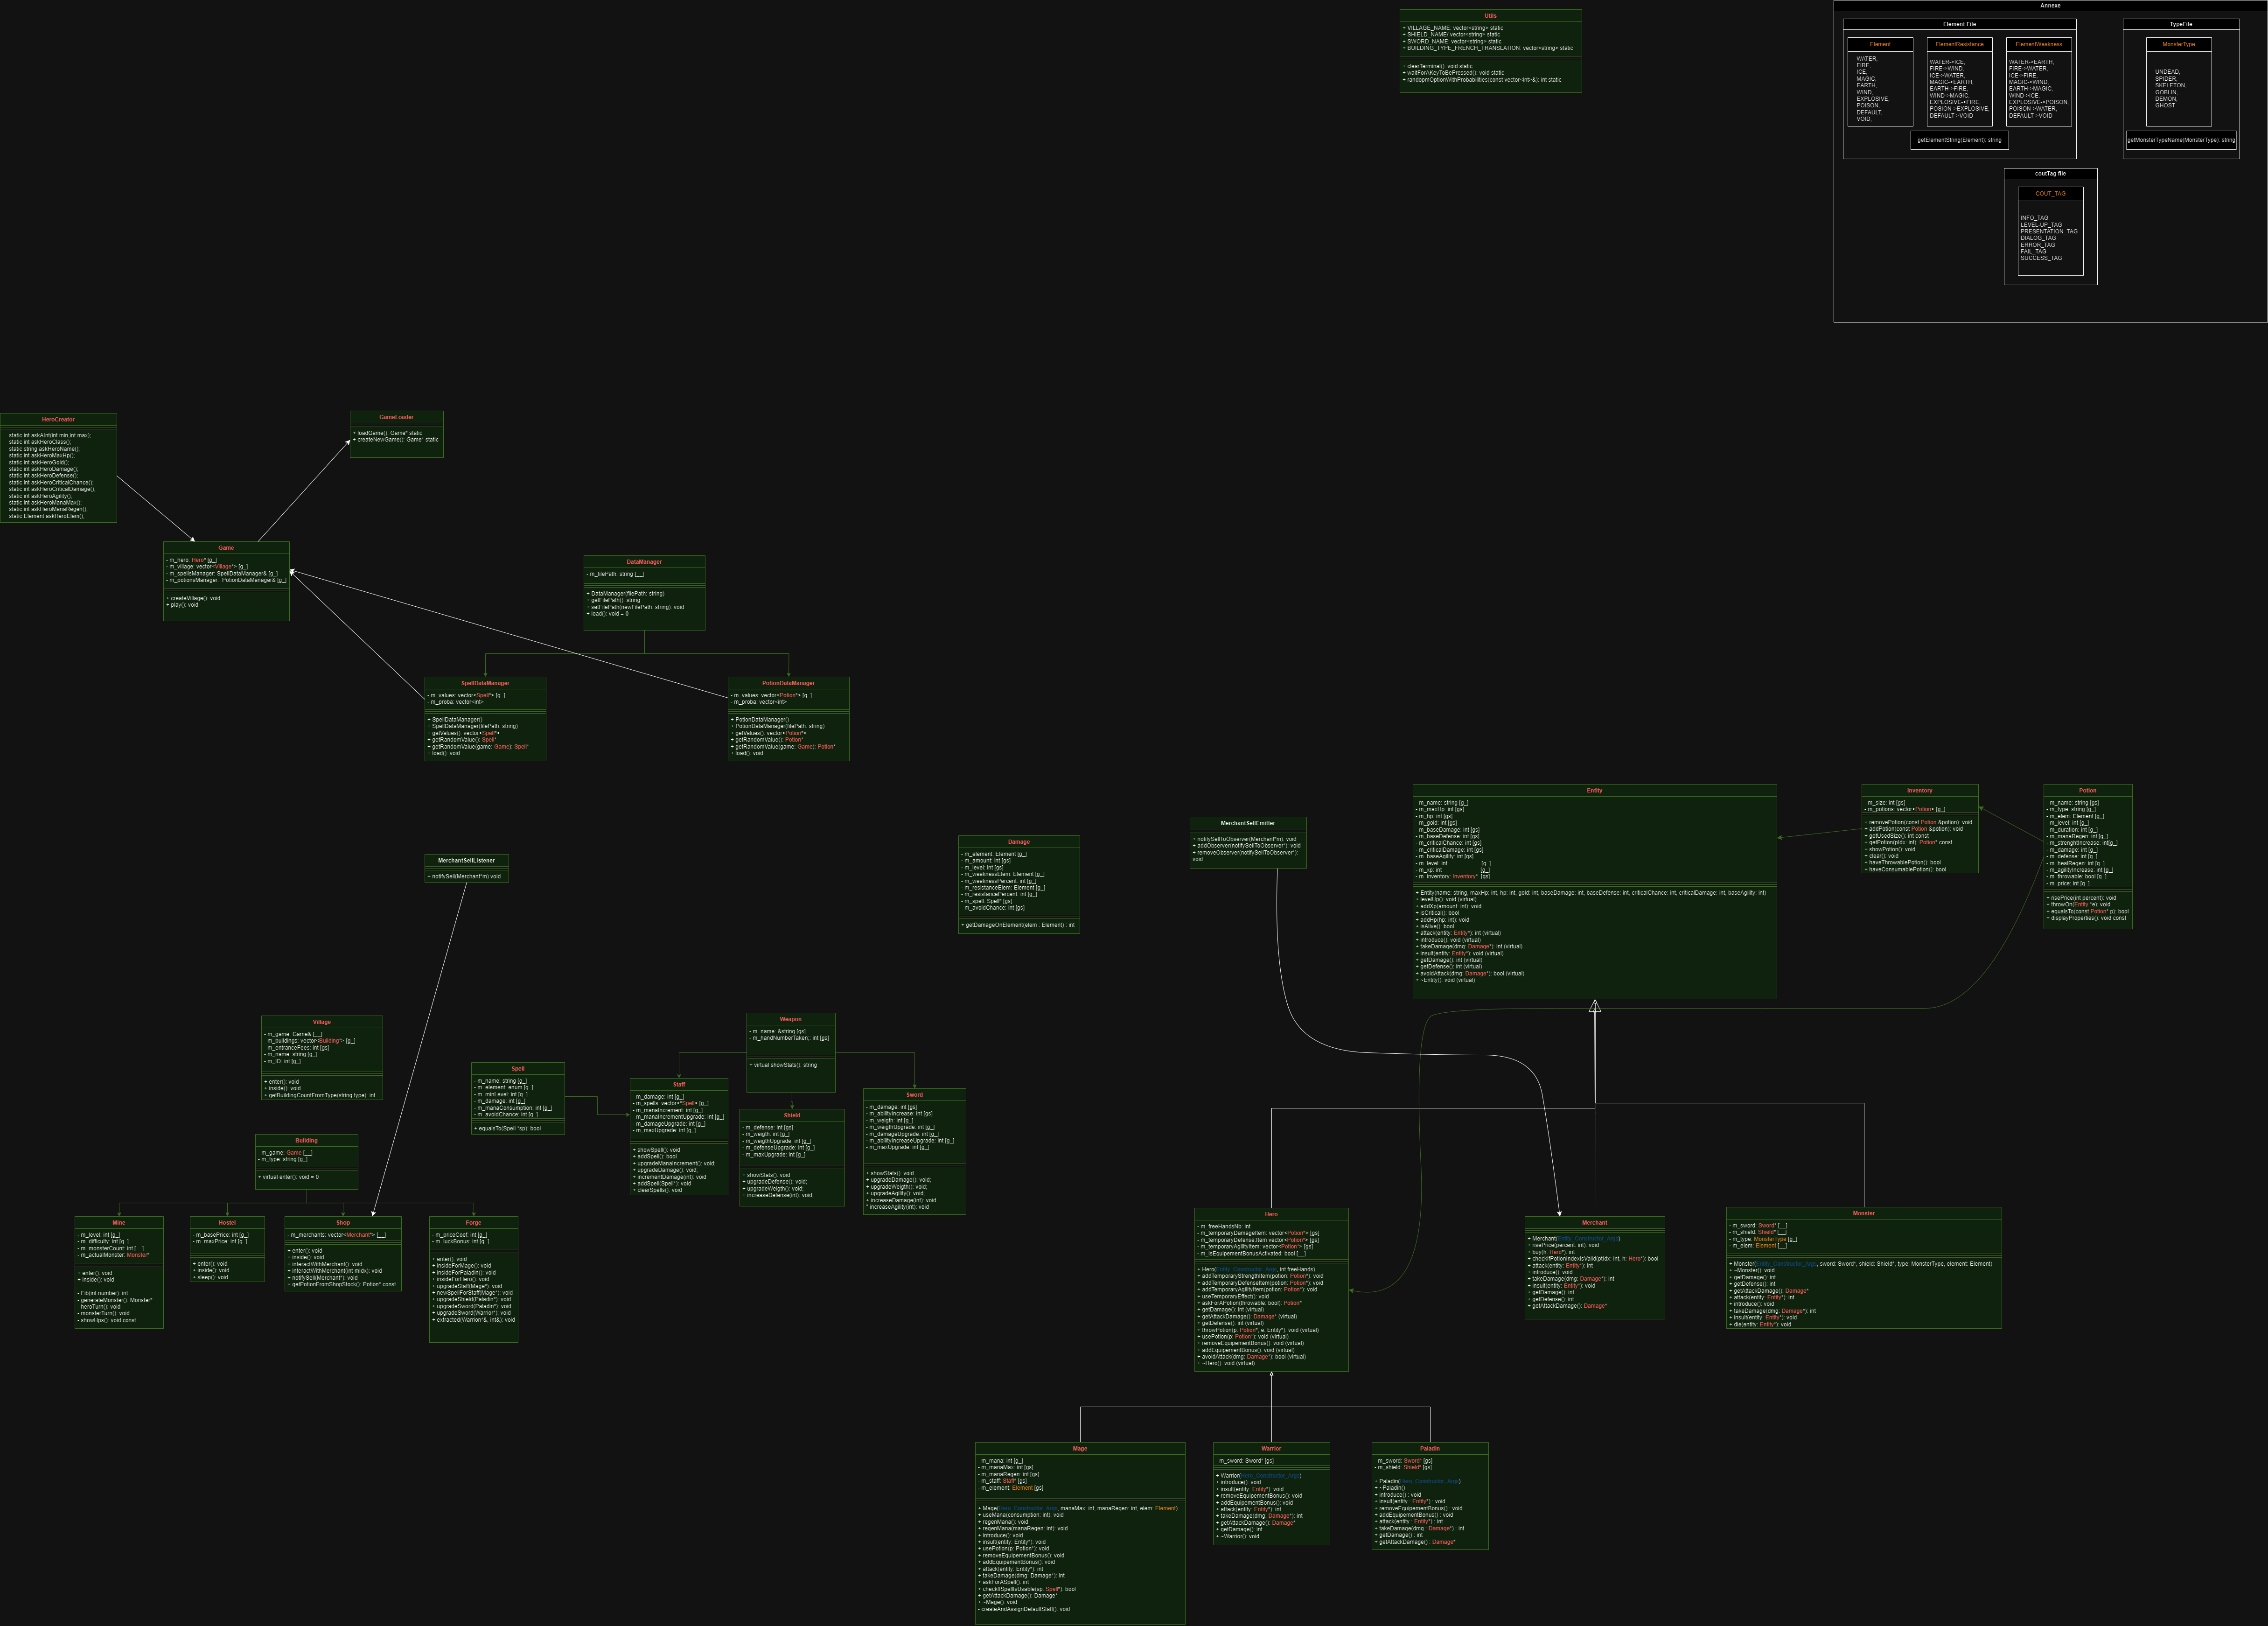 Utils
+ VILLAGE_NAME: vector<string> static
+ SHIELD_NAME/ vector<string> static
+ SWORD_NAME: vector<string> static
+ BUILDING_TYPE_FRENCH_TRANSLATION: vector<string> static
+ clearTerminal(): void static
+ waitForAKeyToBePressed(): void static
+ randopmOptionWithProbabilities(const vector<int>&): int static
Annexe
Element File
Element
WATER,
FIRE,
ICE,
MAGIC,
EARTH,
WIND,
EXPLOSIVE,
POISON,
DEFAULT,
VOID,
ElementResistance
WATER->ICE,
FIRE->WIND,
ICE->WATER,
MAGIC->EARTH,
EARTH->FIRE,
WIND->MAGIC,
EXPLOSIVE->FIRE,
POSION->EXPLOSIVE,
DEFAULT->VOID
ElementWeakness
WATER->EARTH,
FIRE->WATER,
ICE->FIRE,
MAGIC->WIND,
EARTH->MAGIC,
WIND->ICE,
EXPLOSIVE->POISON,
POISON->WATER,
DEFAULT->VOID
getElementString(Element): string
TypeFile
MonsterType
UNDEAD,
SPIDER,
SKELETON,
GOBLIN,
DEMON,
GHOST
getMonsterTypeName(MonsterType): string
coutTag file
COUT_TAG
INFO_TAG
LEVEL-UP_TAG
PRESENTATION_TAG
DIALOG_TAG
ERROR_TAG
FAIL_TAG
SUCCESS_TAG
HeroCreator
static int askAInt(int min,int max);
static int askHeroClass();
static string askHeroName();
static int askHeroMaxHp();
static int askHeroGold();
static int askHeroDamage();
static int askHeroDefense();
static int askHeroCriticalChance();
static int askHeroCriticalDamage();
static int askHeroAgility();
static int askHeroManaMax();
static int askHeroManaRegen();
static Element askHeroElem();
GameLoader
+ loadGame(): Game* static
+ createNewGame(): Game* static
Game
- m_hero: Hero* [g_]
- m_village: vector<Village*> [g_]
- m_spellsManager: SpellDataManager& [g_]
- m_potionsManager: PotionDataManager& [g_]
+ createVillage(): void
+ play(): void
DataManager
- m_filePath: string [__]
+ DataManager(filePath: string)
+ getFilePath(): string
+ setFilePath(newFilePath: string): void
+ load(): void = 0
SpellDataManager
- m_values: vector<Spell*> [g_]
- m_proba: vector<int>
+ SpellDataManager()
+ SpellDataManager(filePath: string)
+ getValues(): vector<Spell*>
+ getRandomValue(): Spell*
+ getRandomValue(game: Game): Spell*
+ load(): void
PotionDataManager
- m_values: vector<Potion*> [g_]
- m_proba: vector<int>
+ PotionDataManager()
+ PotionDataManager(filePath: string)
+ getValues(): vector<Potion*>
+ getRandomValue(): Potion*
+ getRandomValue(game: Game): Potion*
+ load(): void
Entity
- m_name: string [g_]
- m_maxHp: int [gs]
- m_hp: int [gs]
- m_gold: int [gs]
- m_baseDamage: int [gs]
- m_baseDefense: int [gs]
- m_criticalChance: int [gs]
- m_criticalDamage: int [gs]
- m_baseAgility: int [gs]
- m_level: int [g_]
- m_xp: int [g_]
- m_inventory: Inventory* [gs]
+ Entity(name: string, maxHp: int, hp: int, gold: int, baseDamage: int, baseDefense: int, criticalChance: int, criticalDamage: int, baseAgility: int)
+ levelUp(): void (virtual)
+ addXp(amount: int): void
+ isCritical(): bool
+ addHp(hp: int): void
+ isAlive(): bool
+ attack(entity: Entity*): int (virtual)
+ introduce(): void (virtual)
+ takeDamage(dmg: Damage*): int (virtual)
+ insult(entity: Entity*): void (virtual)
+ getDamage(): int (virtual)
+ getDefense(): int (virtual)
+ avoidAttack(dmg: Damage*): bool (virtual)
+ ~Entity(): void (virtual)
Inventory
- m_size: int [gs]
- m_potions: vector<Potion> [g_]
+ removePotion(const Potion &potion): void
+ addPotion(const Potion &potion): void
+ getUsedSize(): int const
+ getPotion(pIdx: int): Potion* const
+ showPotion(): void
+ clear(): void
+ haveThrowablePotion(): bool
+ haveConsumablePotion(): bool
Potion
- m_name: string [gs]
- m_type: string [g_]
- m_elem: Element [g_]
- m_level: int [g_]
- m_duration: int [g_]
- m_manaRegen: int [g_]
- m_strenghtIncrease: int[g_]
- m_damage: int [g_]
- m_defense: int [g_]
- m_healRegen: int [g_]
- m_agilityIncrease: int [g_]
- m_throwable: bool [g_]
- m_price: int [g_]
+ risePrice(int percent): void
+ throwOn(Entity *e): void
+ equalsTo(const Potion* p): bool
+ displayProperties(): void const
MerchantSellEmitter
+ notifySellToObserver(Merchant*m): void
+ addObserver(notifySellToObserver*): void
+ removeObserver(notifySellToObserver*):
void
Damage
- m_element: Element [g_]
- m_amount: int [gs]
- m_level: int [gs]
- m_weaknessElem: Element [g_]
- m_weaknessPercent: int [g_]
- m_resistanceElem: Element [g_]
- m_resistancePercent: int [g_]
- m_spell: Spell* [gs]
- m_avoidChance: int [gs]
+ getDamageOnElement(elem : Element) : int
MerchantSellListener
+ notifySell(Merchant*m) void
Village
- m_game: Game& [__]
- m_buildings: vector<Building*> [g_]
- m_entranceFees: int [gs]
- m_name: string [g_]
- m_ID: int [g_]
+ enter(): void
+ inside(): void
+ getBuildingCountFromType(string type): int
Weapon
- m_name: &string [gs]
- m_handNumberTaken;: int [gs]
+ virtual showStats(): string
Spell
- m_name: string [g_]
- m_element: enum [g_]
- m_minLevel: int [g_]
- m_damage: int [g_]
- m_manaConsumption: int [g_]
- m_avoidChance: int [g_]
+ equalsTo(Spell *sp): bool
Staff
- m_damage: int [g_]
- m_spells: vector<*Spell> [g_]
- m_manaIncrement: int [g_]
- m_manaIncrementUpgrade: int [g_]
- m_damageUpgrade: int [g_]
- m_maxUpgrade: int [g_]
+ showSpell(): void
+ addSpell(): bool
+ upgradeManaIncrement(): void;
+ upgradeDamage(): void;
+ incrementDamage(int): void
+ addSpell(Spell*): void
+ clearSpells(): void
Shield
- m_defense: int [gs]
- m_weigth: int [g_]
- m_weigthUpgrade: int [g_]
- m_defenseUpgrade: int [g_]
- m_maxUpgrade: int [g_]
+ showStats(): void
+ upgradeDefense(): void;
+ upgradeWeigth(): void;
+ increaseDefense(int): void;
Sword
- m_damage: int [gs]
- m_abilityIncrease: int [gs]
- m_weigth: int [g_]
- m_weigthUpgrade: int [g_]
- m_damageUpgrade: int [g_]
- m_abilityIncreaseUpgrade: int [g_]
- m_maxUpgrade: int [g_]
+ showStats(): void
+ upgradeDamage(): void;
+ upgradeWeigth(): void;
+ upgradeAgility(): void;
+ increaseDamage(int): void
* increaseAgility(int): void
Building
- m_game: Game [__]
- m_type: string [g_]
+ virtual enter(): void = 0
Mine
- m_level: int [g_]
- m_difficulty: int [g_]
- m_monsterCount: int [__]
- m_actualMonster: Monster*
+ enter(): void
+ inside(): void
- Fib(int number): int
- generateMonster(): Monster*
- heroTurn(): void
- monsterTurn(): void
- showHps(): void const
Hostel
- m_basePrice: int [g_]
- m_maxPrice: int [g_]
+ enter(): void
+ inside(): void
+ sleep(): void
Shop
- m_merchants: vector<Merchant*> [__]
+ enter(): void
+ inside(): void
+ interactWithMerchant(): void
+ interactWithMerchant(int mIdx): void
+ notifySell(Merchant*): void
+ getPotionFromShopStock(): Potion* const
Forge
- m_priceCoef: int [g_]
- m_luckBonus: int [g_]
+ enter(): void
+ insideForMage(): void
+ insideForPaladin(): void
+ insideForHero(): void
+ upgradeStaff(Mage*): void
+ newSpellForStaff(Mage*): void
+ upgradeShield(Paladin*): void
+ upgradeSword(Paladin*): void
+ upgradeSword(Warrior*): void
+ extracted(Warrion*&, int&): void
Hero
- m_freeHandsNb: int
- m_temporaryDamageItem: vector<Potion*> [gs]
- m_temporaryDefense:Item vector<Potion*> [gs]
- m_temporaryAgilityItem: vector<Potion*> [gs]
- m_isEquipementBonusActivated: bool [__]
+ Hero(Entity_Constructor_Args, int freeHands)
+ addTemporaryStrenghtItem(potion: Potion*): void
+ addTemporaryDefenseItem(potion: Potion*): void
+ addTemporaryAgilityItem(potion: Potion*): void
+ useTemporaryEffect(): void
+ askForAPotion(throwable: bool): Potion*
+ getDamage(): int (virtual)
+ getAttackDamage(): Damage* (virtual)
+ getDefense(): int (virtual)
+ throwPotion(p: Potion*, e: Entity*): void (virtual)
+ usePotion(p: Potion*): void (virtual)
+ removeEquipementBonus(): void (virtual)
+ addEquipementBonus(): void (virtual)
+ avoidAttack(dmg: Damage*): bool (virtual)
+ ~Hero(): void (virtual)
Merchant
+ Merchant(Entity_Constructor_Args)
+ risePrice(percent: int): void
+ buy(h: Hero*): int
+ checkIfPotionIndexIsValid(ptIdx: int, h: Hero*): bool
+ attack(entity: Entity*): int
+ introduce(): void
+ takeDamage(dmg: Damage*): int
+ insult(entity: Entity*): void
+ getDamage(): int
+ getDefense(): int
+ getAttackDamage(): Damage*
Monster
- m_sword: Sword* [__]
- m_shield: Shield* [__]
- m_type: MonsterType [g_]
- m_elem: Element [__]
+ Monster(Entity_Constructor_Args, sword: Sword*, shield: Shield*, type: MonsterType, element: Element)
+ ~Monster(): void
+ getDamage(): int
+ getDefense(): int
+ getAttackDamage(): Damage*
+ attack(entity: Entity*): int
+ introduce(): void
+ takeDamage(dmg: Damage*): int
+ insult(entity: Entity*): void
+ die(entity: Entity*): void
Mage
- m_mana: int [g_]
- m_manaMax: int [gs]
- m_manaRegen: int [gs]
- m_staff: Staff* [gs]
- m_element: Element [gs]
+ Mage(Hero_Constructor_Args, manaMax: int, manaRegen: int, elem: Element)
+ useMana(consumption: int): void
+ regenMana(): void
+ regenMana(manaRegen: int): void
+ introduce(): void
+ insult(entity: Entity*): void
+ usePotion(p: Potion*): void
+ removeEquipementBonus(): void
+ addEquipementBonus(): void
+ attack(entity: Entity*): int
+ takeDamage(dmg: Damage*): int
+ askForASpell(): int
+ checkIfSpellIsUsable(sp: Spell*): bool
+ getAttackDamage(): Damage*
+ ~Mage(): void
- createAndAssignDefaultStaff(): void
Warrior
- m_sword: Sword* [gs]
+ Warrior(Hero_Constructor_Args)
+ introduce(): void
+ insult(entity: Entity*): void
+ removeEquipementBonus(): void
+ addEquipementBonus(): void
+ attack(entity: Entity*): int
+ takeDamage(dmg: Damage*): int
+ getAttackDamage(): Damage*
+ getDamage(): int
+ ~Warrior(): void
Paladin
- m_sword: Sword* [gs]
- m_shield: Shield* [gs]
+ Paladin(Hero_Constructor_Args)
+ ~Paladin()
+ introduce() : void
+ insult(entity : Entity*) : void
+ removeEquipementBonus() : void
+ addEquipementBonus() : void
+ attack(entity : Entity*) : int
+ takeDamage(dmg : Damage*) : int
+ getDamage() : int
+ getAttackDamage() : Damage*